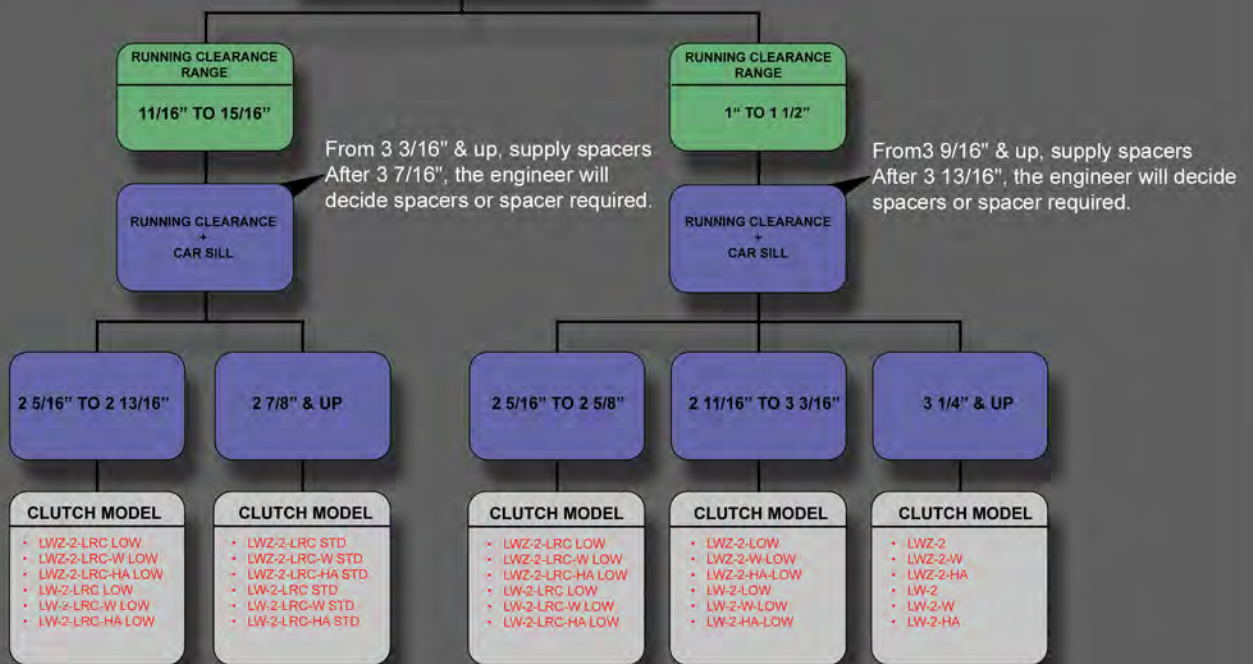 RUNNING CLEARANCE
RANGE
11/16” TO 15/16”
RUNNING CLEARANCE
RANGE
1“ TO 1 1/2”
From 3 3/16" & up, supply spacers
After 3 7/16", the engineer will
decide spacers or spacer required.
From3 9/16" & up, supply spacers
After 3 13/16", the engineer will decide
spacers or spacer required.
RUNNING CLEARANCE
+
CAR SILL
RUNNING CLEARANCE
+
CAR SILL
2 5/16” TO 2 13/16”
2 7/8” & UP
2 5/16” TO 2 5/8”
2 11/16” TO 3 3/16”
3 1/4” & UP
CLUTCH MODEL
• LWZ-2-LRC LOW
• LWZ-2-LRC-W LOW
• LWZ-2-LRC-HA LOW
• LW-2-LRC LOW
• LW-2-LRC-W LOW
• LW-2-LRC-HA LOW
CLUTCH MODEL
• LWZ-2-LRC STD
• LWZ-2-LRC-W STD
• LWZ-2-LRC-HA STD
• LW-2-LRC STD
• LW-2-LRC-W STD
• LW-2-LRC-HA STD
CLUTCH MODEL
• LWZ-2-LRC LOW
• LWZ-2-LRC-W LOW
• LWZ-2-LRC-HA LOW
• LW-2-LRC LOW
• LW-2-LRC-W LOW
• LW-2-LRC-HA LOW
CLUTCH MODEL
• LWZ-2-LOW
• LWZ-2-W-LOW
• LWZ-2-HA-LOW
• LW-2-LOW
• LW-2-W-LOW
• LW-2-HA-LOW
CLUTCH MODEL
• LWZ-2
• LWZ-2-W
• LWZ-2-HA
• LW-2
• LW-2-W
• LW-2-HA